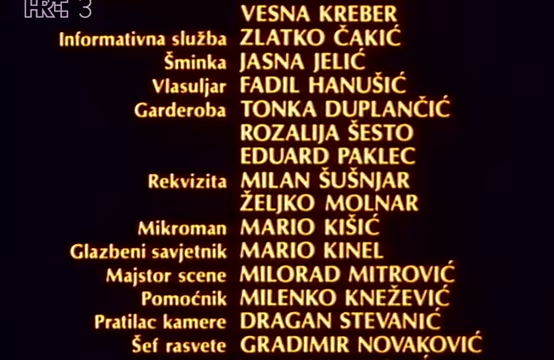 HRT 3
VESNA KREBER
Informativna služba ZLATKO ČAKIĆ
Šminka JASNA JELIĆ
Vlasuljar FADIL HANUŠIĆ
Garderoba TONKA DUPLANČIĆ
ROZALIJA ŠESTO
EDUARD PAKLEC
Rekvizita MILAN ŠUŠNJAR
ŽELJKO MOLNAR
Mikroman MARIO KIŠIĆ
Glazbeni savjetnik MARIO KINEL
Majstor scene MILORAD MITROVIĆ
Pomoćnik MILENKO KNEŽEVIĆ
Pratilac kamere DRAGAN STEVANIĆ
Šef rasvete GRADIMIR NOVAKOVIĆ